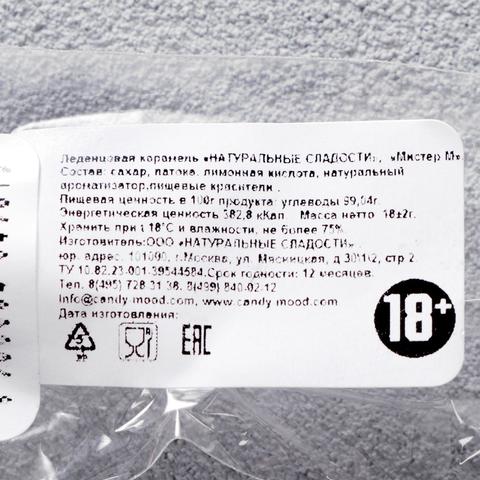 Леденцовая карамель «НАТУРАЛЬНЫЕ СЛАДОСТИ», «Мистер М»
Состав: сахар, патока, лимонная кислота, натуральный
ароматизатор,пищевые красители .
Пищевая ценность в 100г продукта: углеводы 99,04г.
Энергетическая ценность 382,8 кКал. Масса нетто 18±2г.
Хранить при t 18°С и влажности, не более 75%
Изготовитель:ООО «НАТУРАЛЬНЫЕ СЛАДОСТИ»
юр. адрес: 101000, г.Москва, ул. Мясницкая, д 30/1/2, стр 2
ТУ 10.82.23-001-39544584.Срок годности: 12 месяцев.
Тел. 8(495) 728 31 38, 8(499) 840-02-12
info@candy-mood.com, www.candy-mood.com
Дата изготовления:
5
PP
EAC
18+